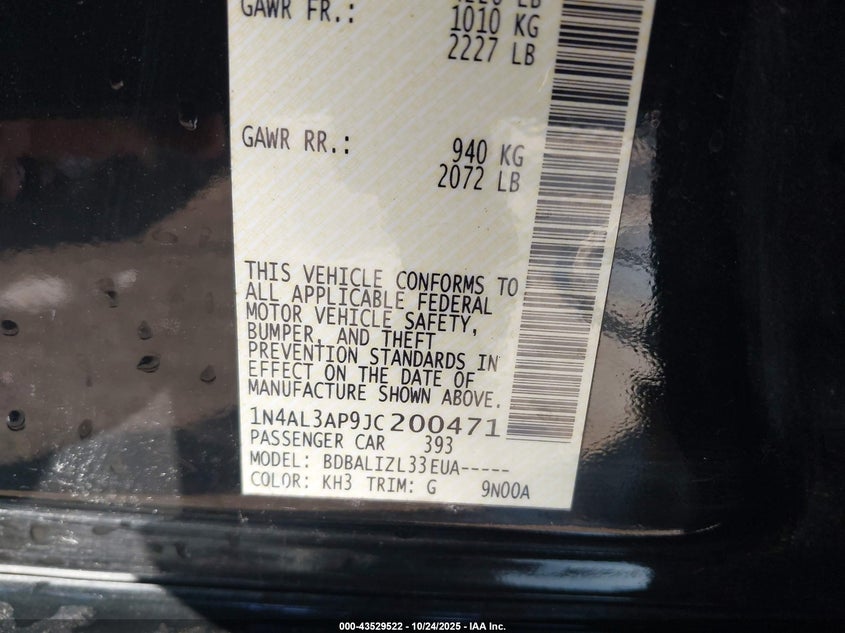 GAWR FR.: 1010 KG
2227 LB
GAWR RR.: 940 KG
2072 LB
THIS VEHICLE CONFORMS TO
ALL APPLICABLE FEDERAL
MOTOR VEHICLE SAFETY,
BUMPER, AND THEFT
PREVENTION STANDARDS IN
EFFECT ON THE DATE OF
MANUFACTURE SHOWN ABOVE.
1N4AL3AP9JC200471
PASSENGER CAR 393
MODEL: BDBALIZL33EUA-----
COLOR: KH3 TRIM: G 9N00A
000-43529522 - 10/24/2025 - IAA Inc.